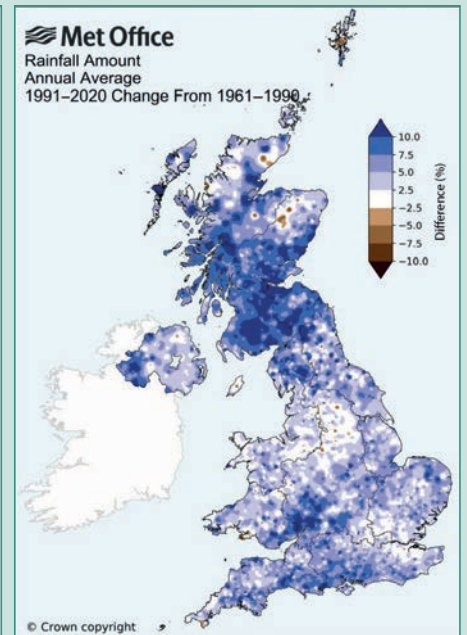 Met Office
Rainfall Amount
Annual Average
1991–2020 Change From 1961–1990
10.0
7.5
5.0
2.5
−2.5
−5.0
−7.5
−10.0
Difference (%)
© Crown copyright